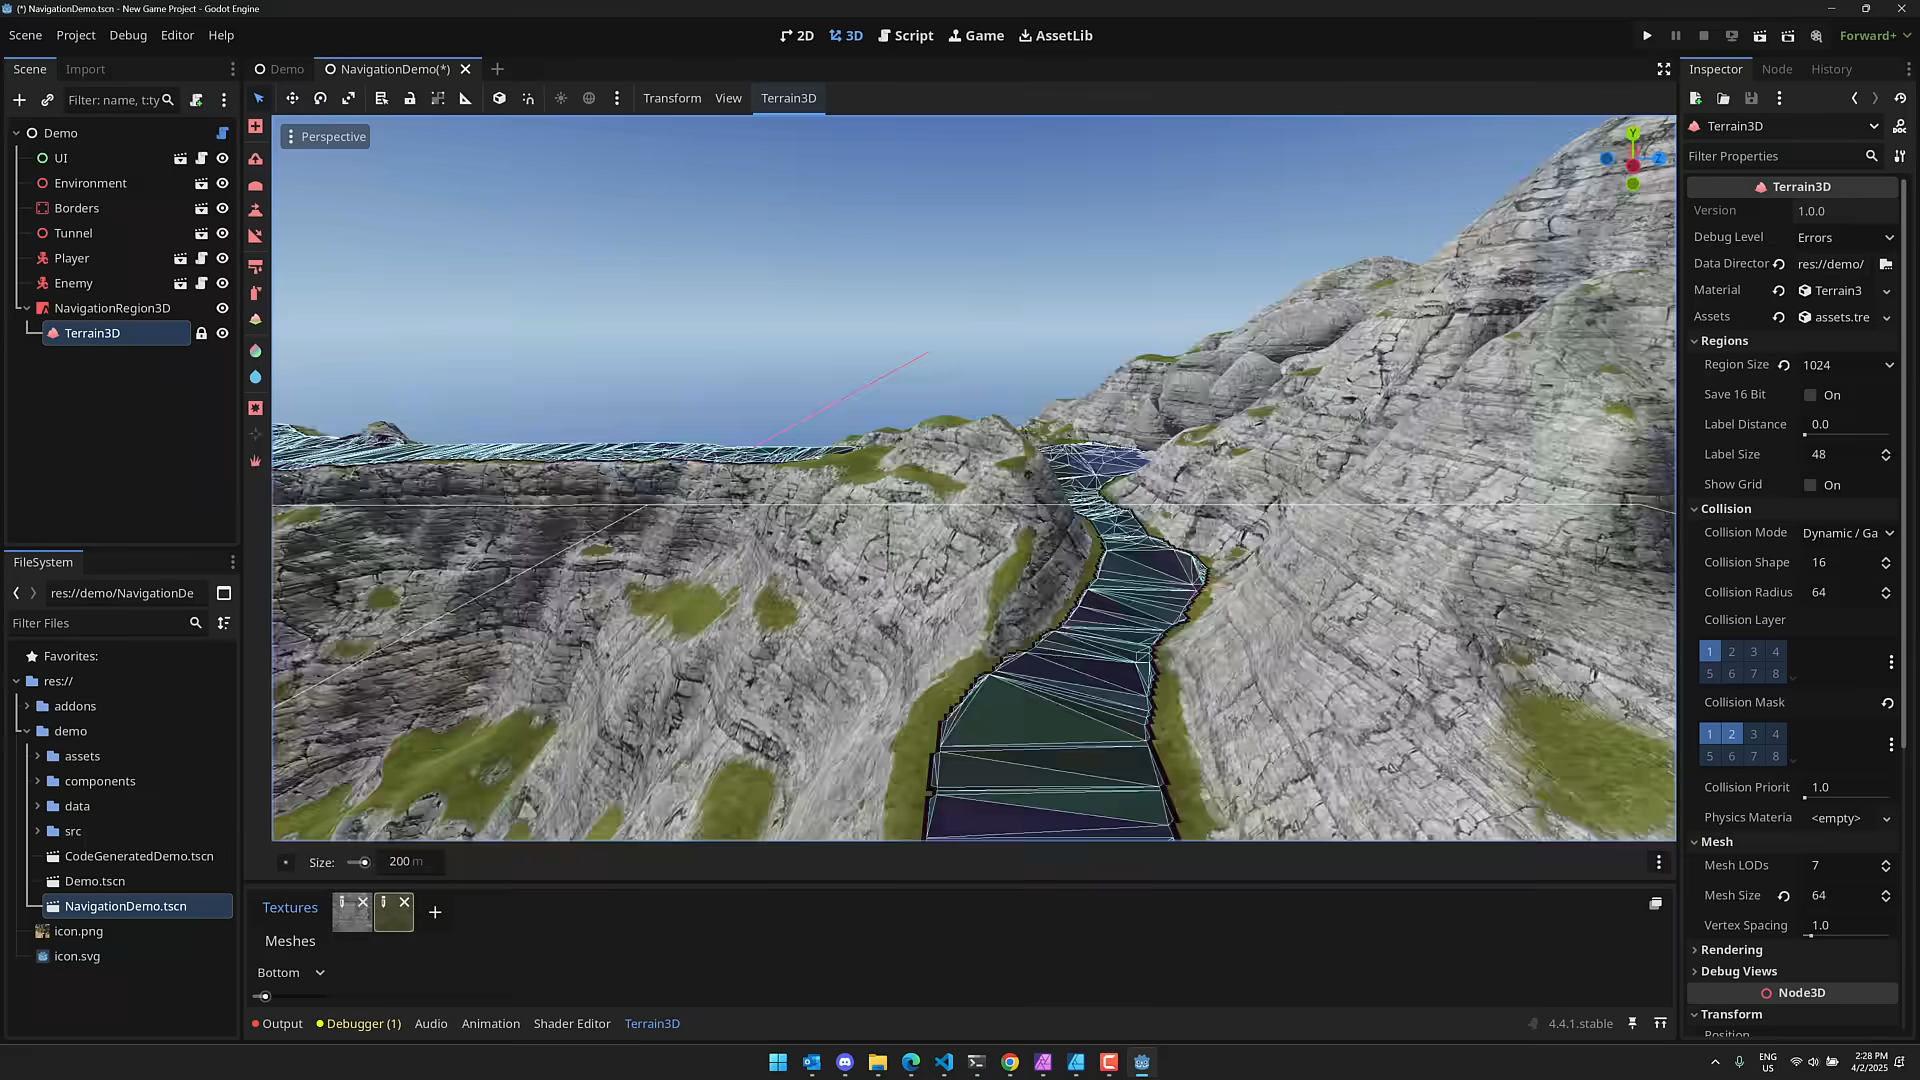 (*) NavigationDemo.tscn - New Game Project - Godot Engine
Scene Project Debug Editor Help
2D 3D Script Game AssetLib
Forward+
Scene Import
Demo NavigationDemo(*)
Inspector Node History
Filter: name, t:ty
Transform View Terrain3D
Demo
UI
Environment
Borders
Tunnel
Player
Enemy
NavigationRegion3D
Terrain3D
Perspective
Y
Z
FileSystem
res://demo/NavigationDe
Filter Files
Favorites:
res://
addons
demo
assets
components
data
src
CodeGeneratedDemo.tscn
Demo.tscn
NavigationDemo.tscn
icon.png
icon.svg
Size: 200 m
Textures
Meshes
Bottom
Output Debugger (1) Audio Animation Shader Editor Terrain3D
4.4.1.stable
Terrain3D
DOC
Filter Properties
Terrain3D
Version 1.0.0
Debug Level Errors
Data Director res://demo/
Material Terrain3
Assets assets.tre
Regions
Region Size 1024
Save 16 Bit On
Label Distance 0.0
Label Size 48
Show Grid On
Collision
Collision Mode Dynamic / Ga
Collision Shape 16
Collision Radius 64
Collision Layer
1 2 3 4
5 6 7 8
Collision Mask
1 2 3 4
5 6 7 8
Collision Priorit 1.0
Physics Materia <empty>
Mesh
Mesh LODs 7
Mesh Size 64
Vertex Spacing 1.0
Rendering
Debug Views
Node3D
Transform
Position
ENG
US
2:28 PM
4/2/2025